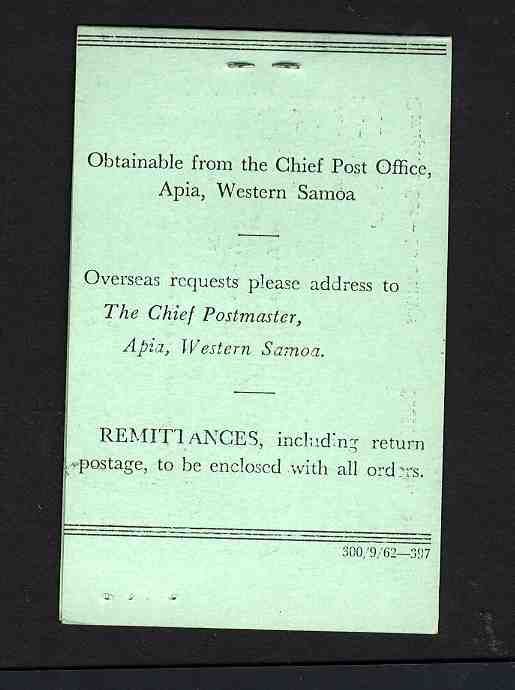 Obtainable from the Chief Post Office,
Apia, Western Samoa
Overseas requests please address to
The Chief Postmaster,
Apia, Western Samoa.
REMITTANCES, including return
postage, to be enclosed with all orders.
300/9/62—397